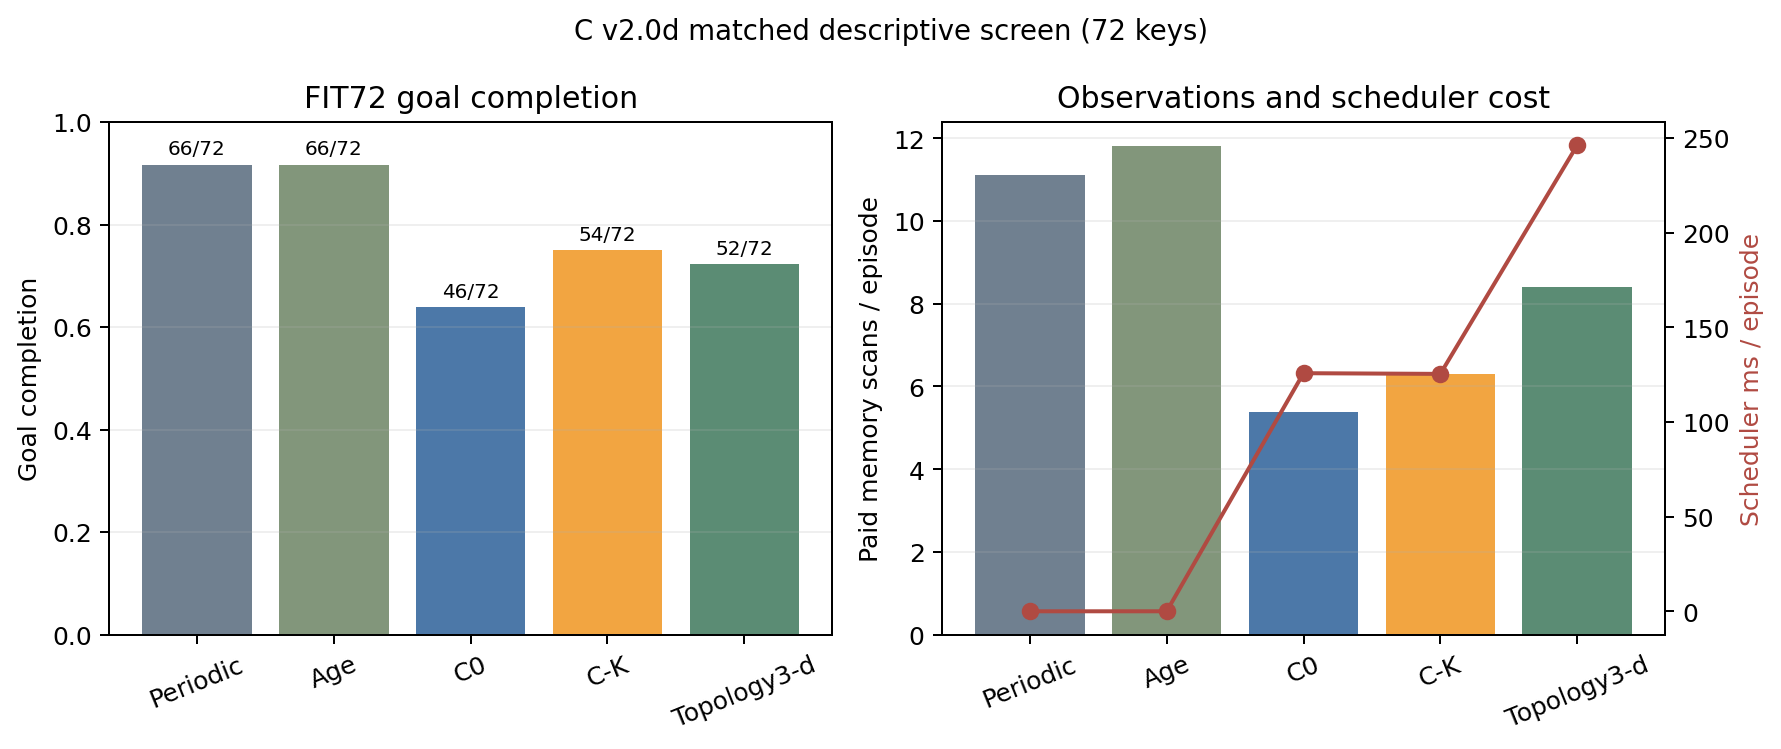 C v2.0d matched descriptive screen (72 keys)
FIT72 goal completion
Goal completion
1.0
0.8
0.6
0.4
0.2
0.0
66/72
66/72
46/72
54/72
52/72
Periodic
Age
C0
C-K
Topology3-d
Observations and scheduler cost
Paid memory scans / episode
12
10
8
6
4
2
0
250
200
150
100
50
0
Scheduler ms / episode
Periodic
Age
C0
C-K
Topology3-d